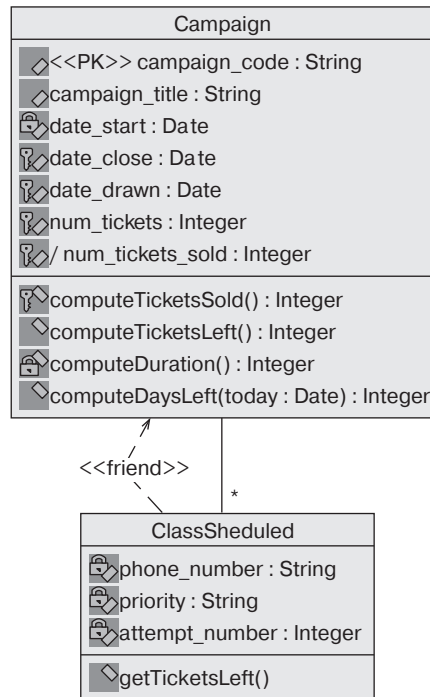 Campaign
<<PK>> campaign_code : String
campaign_title : String
date_start : Date
date_close : Date
date_drawn : Date
num_tickets : Integer
/ num_tickets_sold : Integer
computeTicketsSold() : Integer
computeTicketsLeft() : Integer
computeDuration() : Integer
computeDaysLeft(today : Date) : Integer
<<friend>>
*
ClassSheduled
phone_number : String
priority : String
attempt_number : Integer
getTicketsLeft()